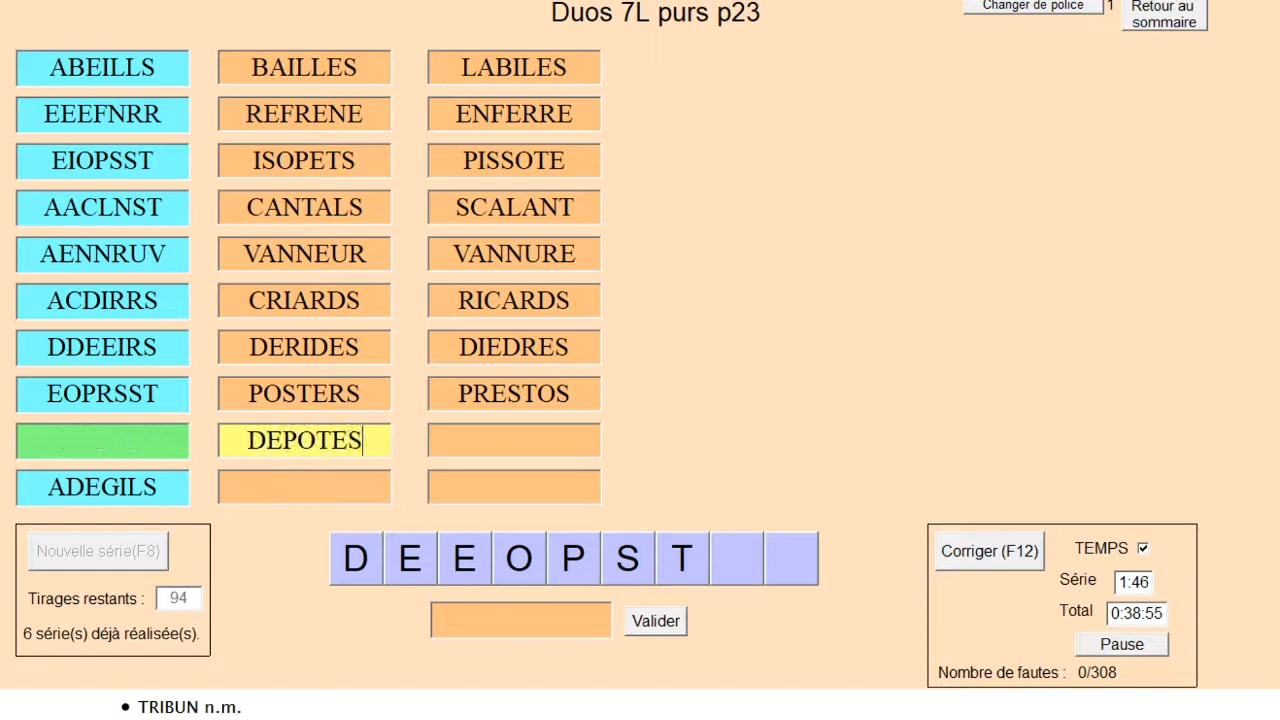 Duos 7L purs p23
Changer de police 1
Retour au
sommaire
ABEILLS BAILLES LABILES
EEEFNRR REFRENE ENFERRE
EIOPSST ISOPETS PISSOTE
AACLNST CANTALS SCALANT
AENNRUV VANNEUR VANNURE
ACDIRRS CRIARDS RICARDS
DDEEIRS DERIDES DIEDRES
EOPRSST POSTERS PRESTOS
DEPOTES
ADEGILS
Nouvelle série(F8)
Tirages restants : 94
6 série(s) déjà réalisée(s).
D E E O P S T
Valider
Corriger (F12)
TEMPS
Série 1:46
Total 0:38:55
Pause
Nombre de fautes : 0/308
• TRIBUN n.m.